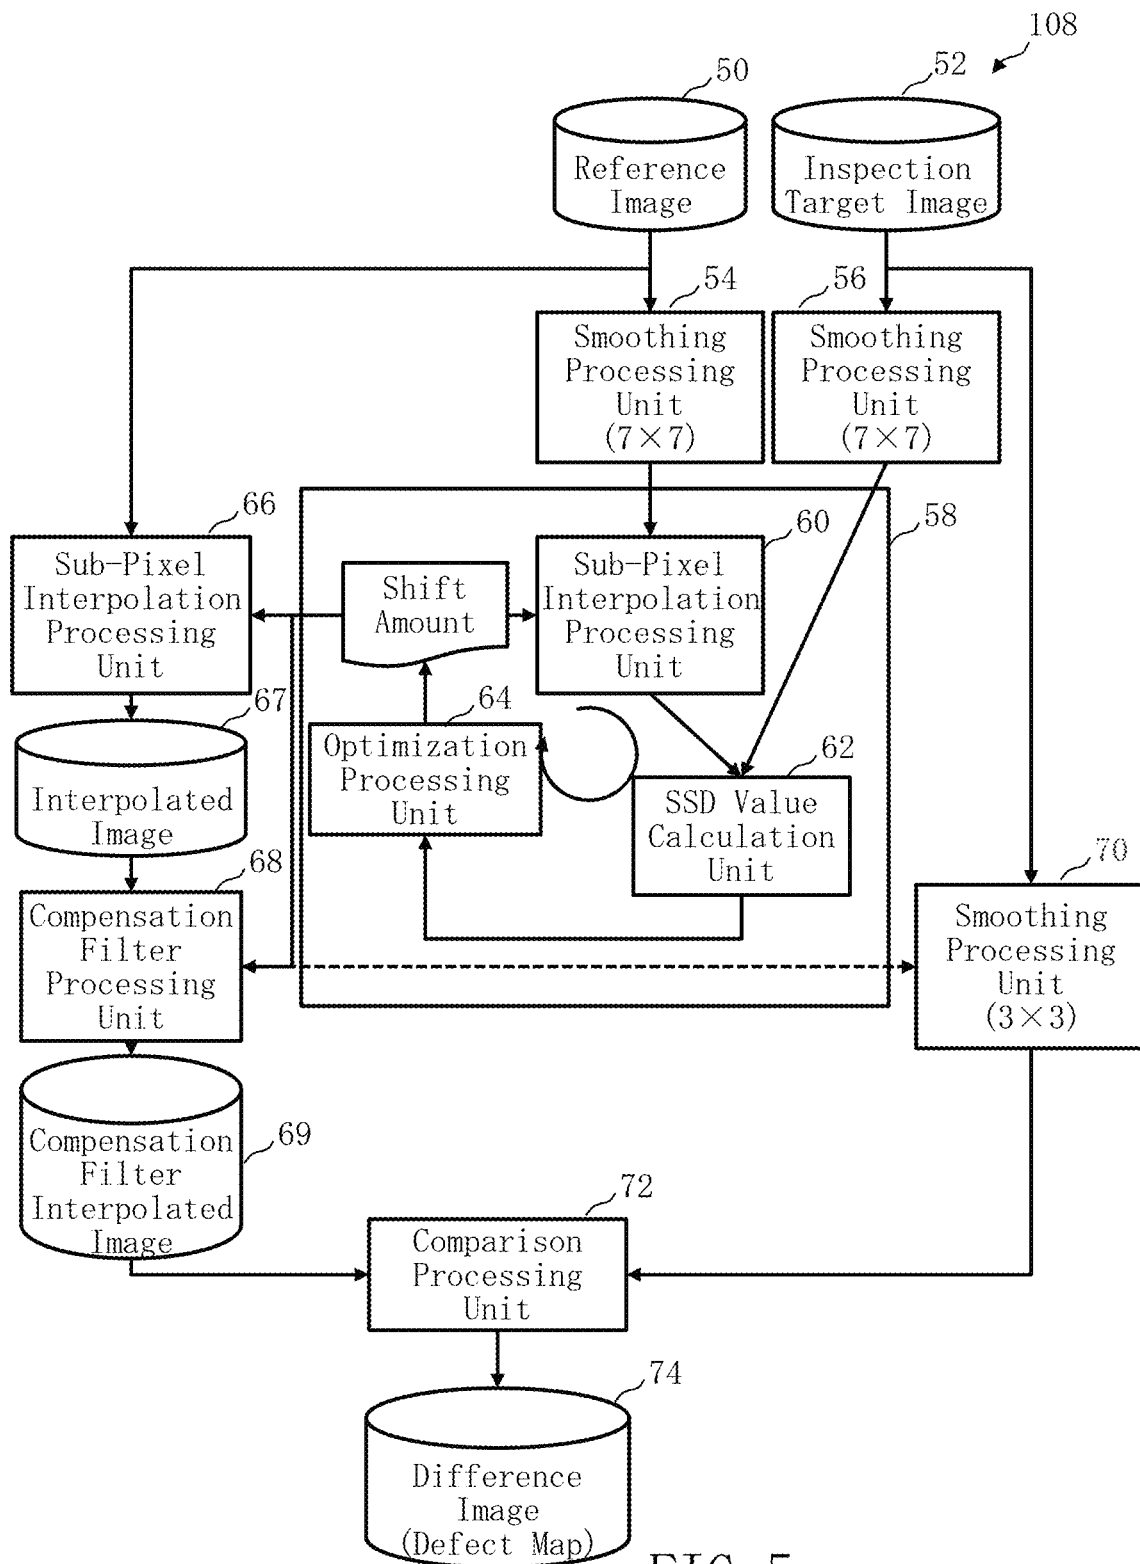 108
50
52
Reference
Image
Inspection
Target Image
54
56
Smoothing
Processing
Unit
(7×7)
Smoothing
Processing
Unit
(7×7)
66
60
58
Sub-Pixel
Interpolation
Processing
Unit
Shift
Amount
Sub-Pixel
Interpolation
Processing
Unit
67
64
62
Interpolated
Image
Optimization
Processing
Unit
SSD Value
Calculation
Unit
68
70
Compensation
Filter
Processing
Unit
Smoothing
Processing
Unit
(3×3)
69
Compensation
Filter
Interpolated
Image
72
Comparison
Processing
Unit
74
Difference
Image
(Defect Map)
FIG. 5